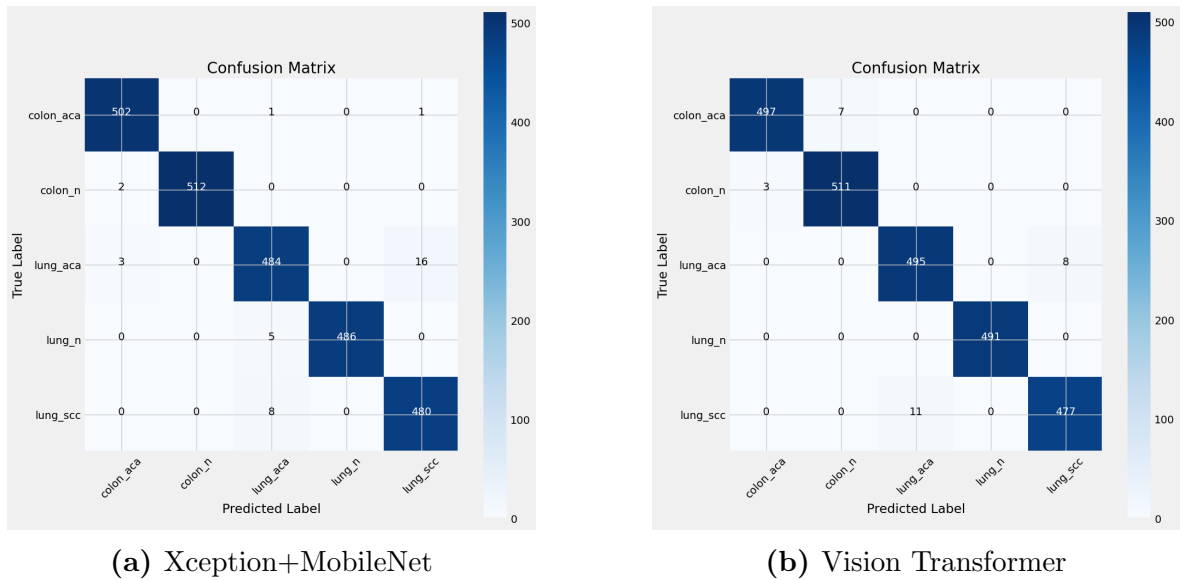 Confusion Matrix
colon_aca 502 0 1 0 1
colon_n 2 512 0 0 0
lung_aca 3 0 484 0 16
lung_n 0 0 5 486 0
lung_scc 0 0 8 0 480
colon_aca colon_n lung_aca lung_n lung_scc
Predicted Label
True Label
500
400
300
200
100
0
(a) Xception+MobileNet
Confusion Matrix
colon_aca 497 7 0 0 0
colon_n 3 511 0 0 0
lung_aca 0 0 495 0 8
lung_n 0 0 0 491 0
lung_scc 0 0 11 0 477
colon_aca colon_n lung_aca lung_n lung_scc
Predicted Label
True Label
500
400
300
200
100
0
(b) Vision Transformer